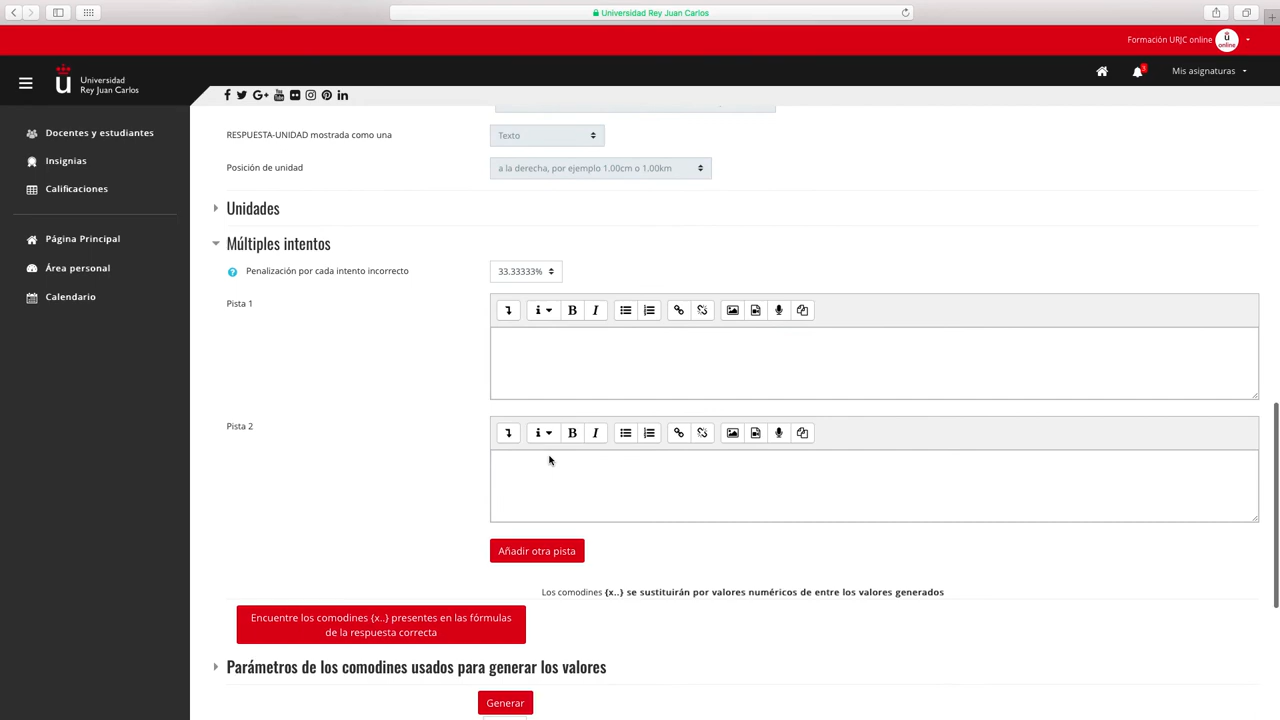 Universidad Rey Juan Carlos
Formación URJC online
ü
online
Universidad
Rey Juan Carlos
3
Mis asignaturas
Docentes y estudiantes
Insignias
Calificaciones
Página Principal
Área personal
Calendario
RESPUESTA-UNIDAD mostrada como una
Texto
Posición de unidad
a la derecha, por ejemplo 1.00cm o 1.00km
Unidades
Múltiples intentos
Penalización por cada intento incorrecto
33.33333%
Pista 1
B I
Pista 2
B I
Añadir otra pista
Los comodines {x..} se sustituirán por valores numéricos de entre los valores generados
Encuentre los comodines {x..} presentes en las fórmulas
de la respuesta correcta
Parámetros de los comodines usados para generar los valores
Generar